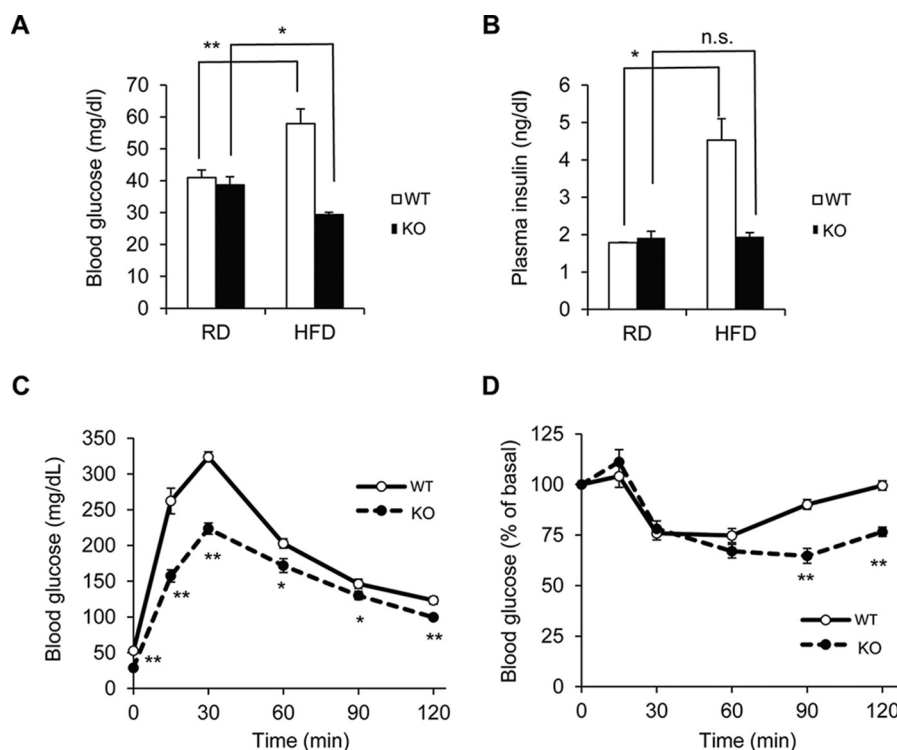 A
** *
Blood glucose (mg/dl)
70
60
50
40
30
20
10
0
RD HFD
WT
KO
B
* n.s.
Plasma insulin (ng/dl)
6
5
4
3
2
1
0
RD HFD
WT
KO
C
Blood glucose (mg/dL)
350
300
250
200
150
100
50
0
WT
KO
** ** ** * * **
0 30 60 90 120
Time (min)
D
Blood glucose (% of basal)
125
100
75
50
25
0
** **
WT
KO
0 30 60 90 120
Time (min)